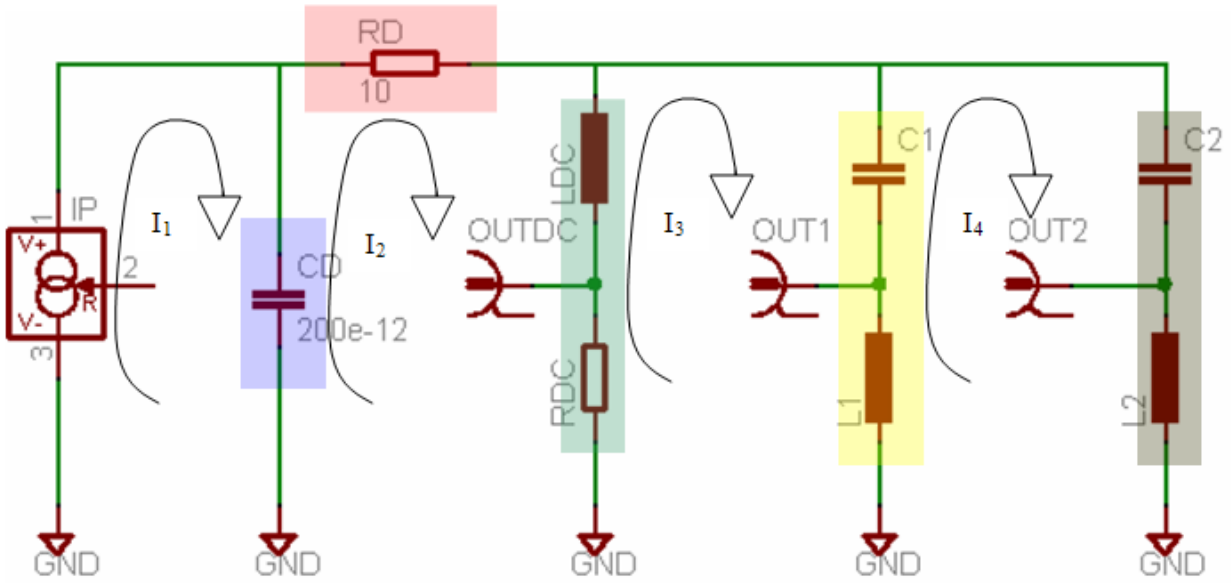 RD
10
C1
C2
LDC
1
IP
V+
2
R
V-
3
I1
I2
I3
I4
OUTDC
OUT1
OUT2
CD
200e-12
RDC
L1
L2
GND
GND
GND
GND
GND